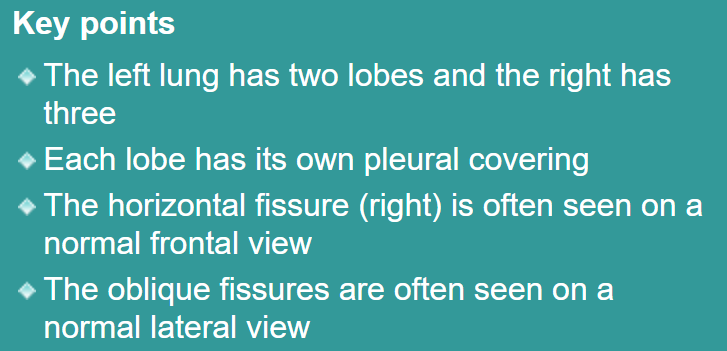 Key points
The left lung has two lobes and the right has
three
Each lobe has its own pleural covering
The horizontal fissure (right) is often seen on a
normal frontal view
The oblique fissures are often seen on a
normal lateral view